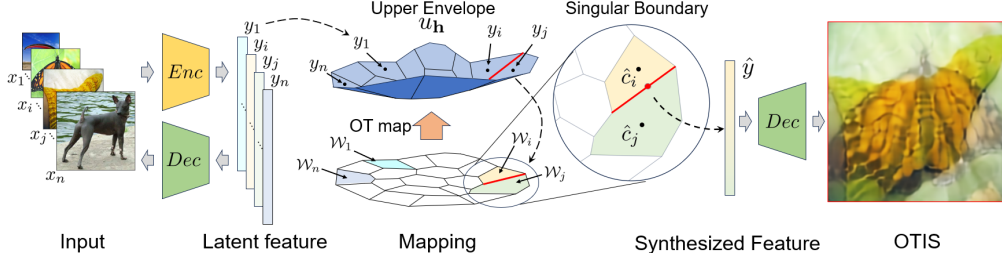 Upper Envelope
Singular Boundary
u_h
y_1
y_i
y_j
y_n
y_1
y_i
y_j
y_n
x_1
x_i
x_j
x_n
Enc
Dec
OT map
W_1
W_n
W_i
W_j
ĉ_i
ĉ_j
ŷ
Dec
Input
Latent feature
Mapping
Synthesized Feature
OTIS